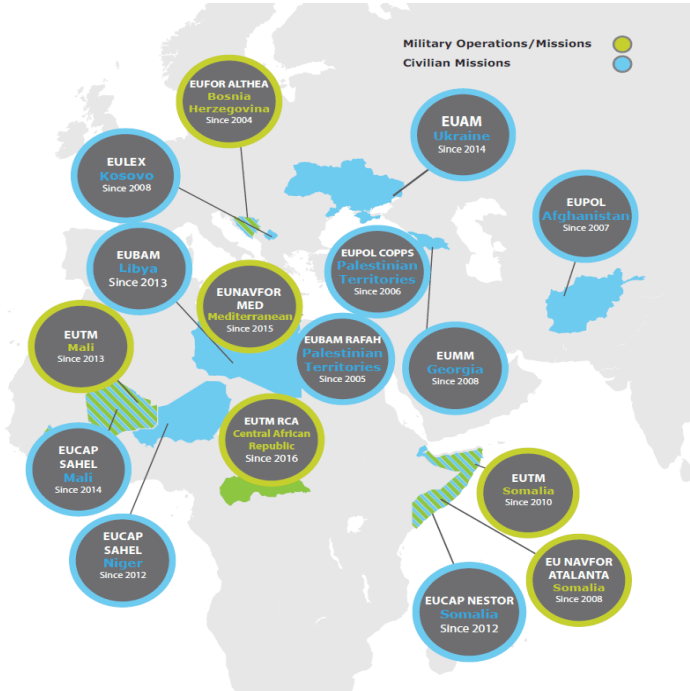 Military Operations/Missions
Civilian Missions
EUFOR ALTHEA
Bosnia
Herzegovina
Since 2004
EUAM
Ukraine
Since 2014
EULEX
Kosovo
Since 2008
EUPOL
Afghanistan
Since 2007
EUBAM
Libya
Since 2013
EUPOL COPPS
Palestinian
Territories
Since 2006
EUNAVFOR
MED
Mediterranean
Since 2015
EUTM
Mali
Since 2013
EUBAM RAFAH
Palestinian
Territories
Since 2005
EUMM
Georgia
Since 2008
EUTM RCA
Central African
Republic
Since 2016
EUCAP
SAHEL
Mali
Since 2014
EUTM
Somalia
Since 2010
EUCAP
SAHEL
Niger
Since 2012
EU NAVFOR
ATALANTA
Somalia
Since 2008
EUCAP NESTOR
Somalia
Since 2012